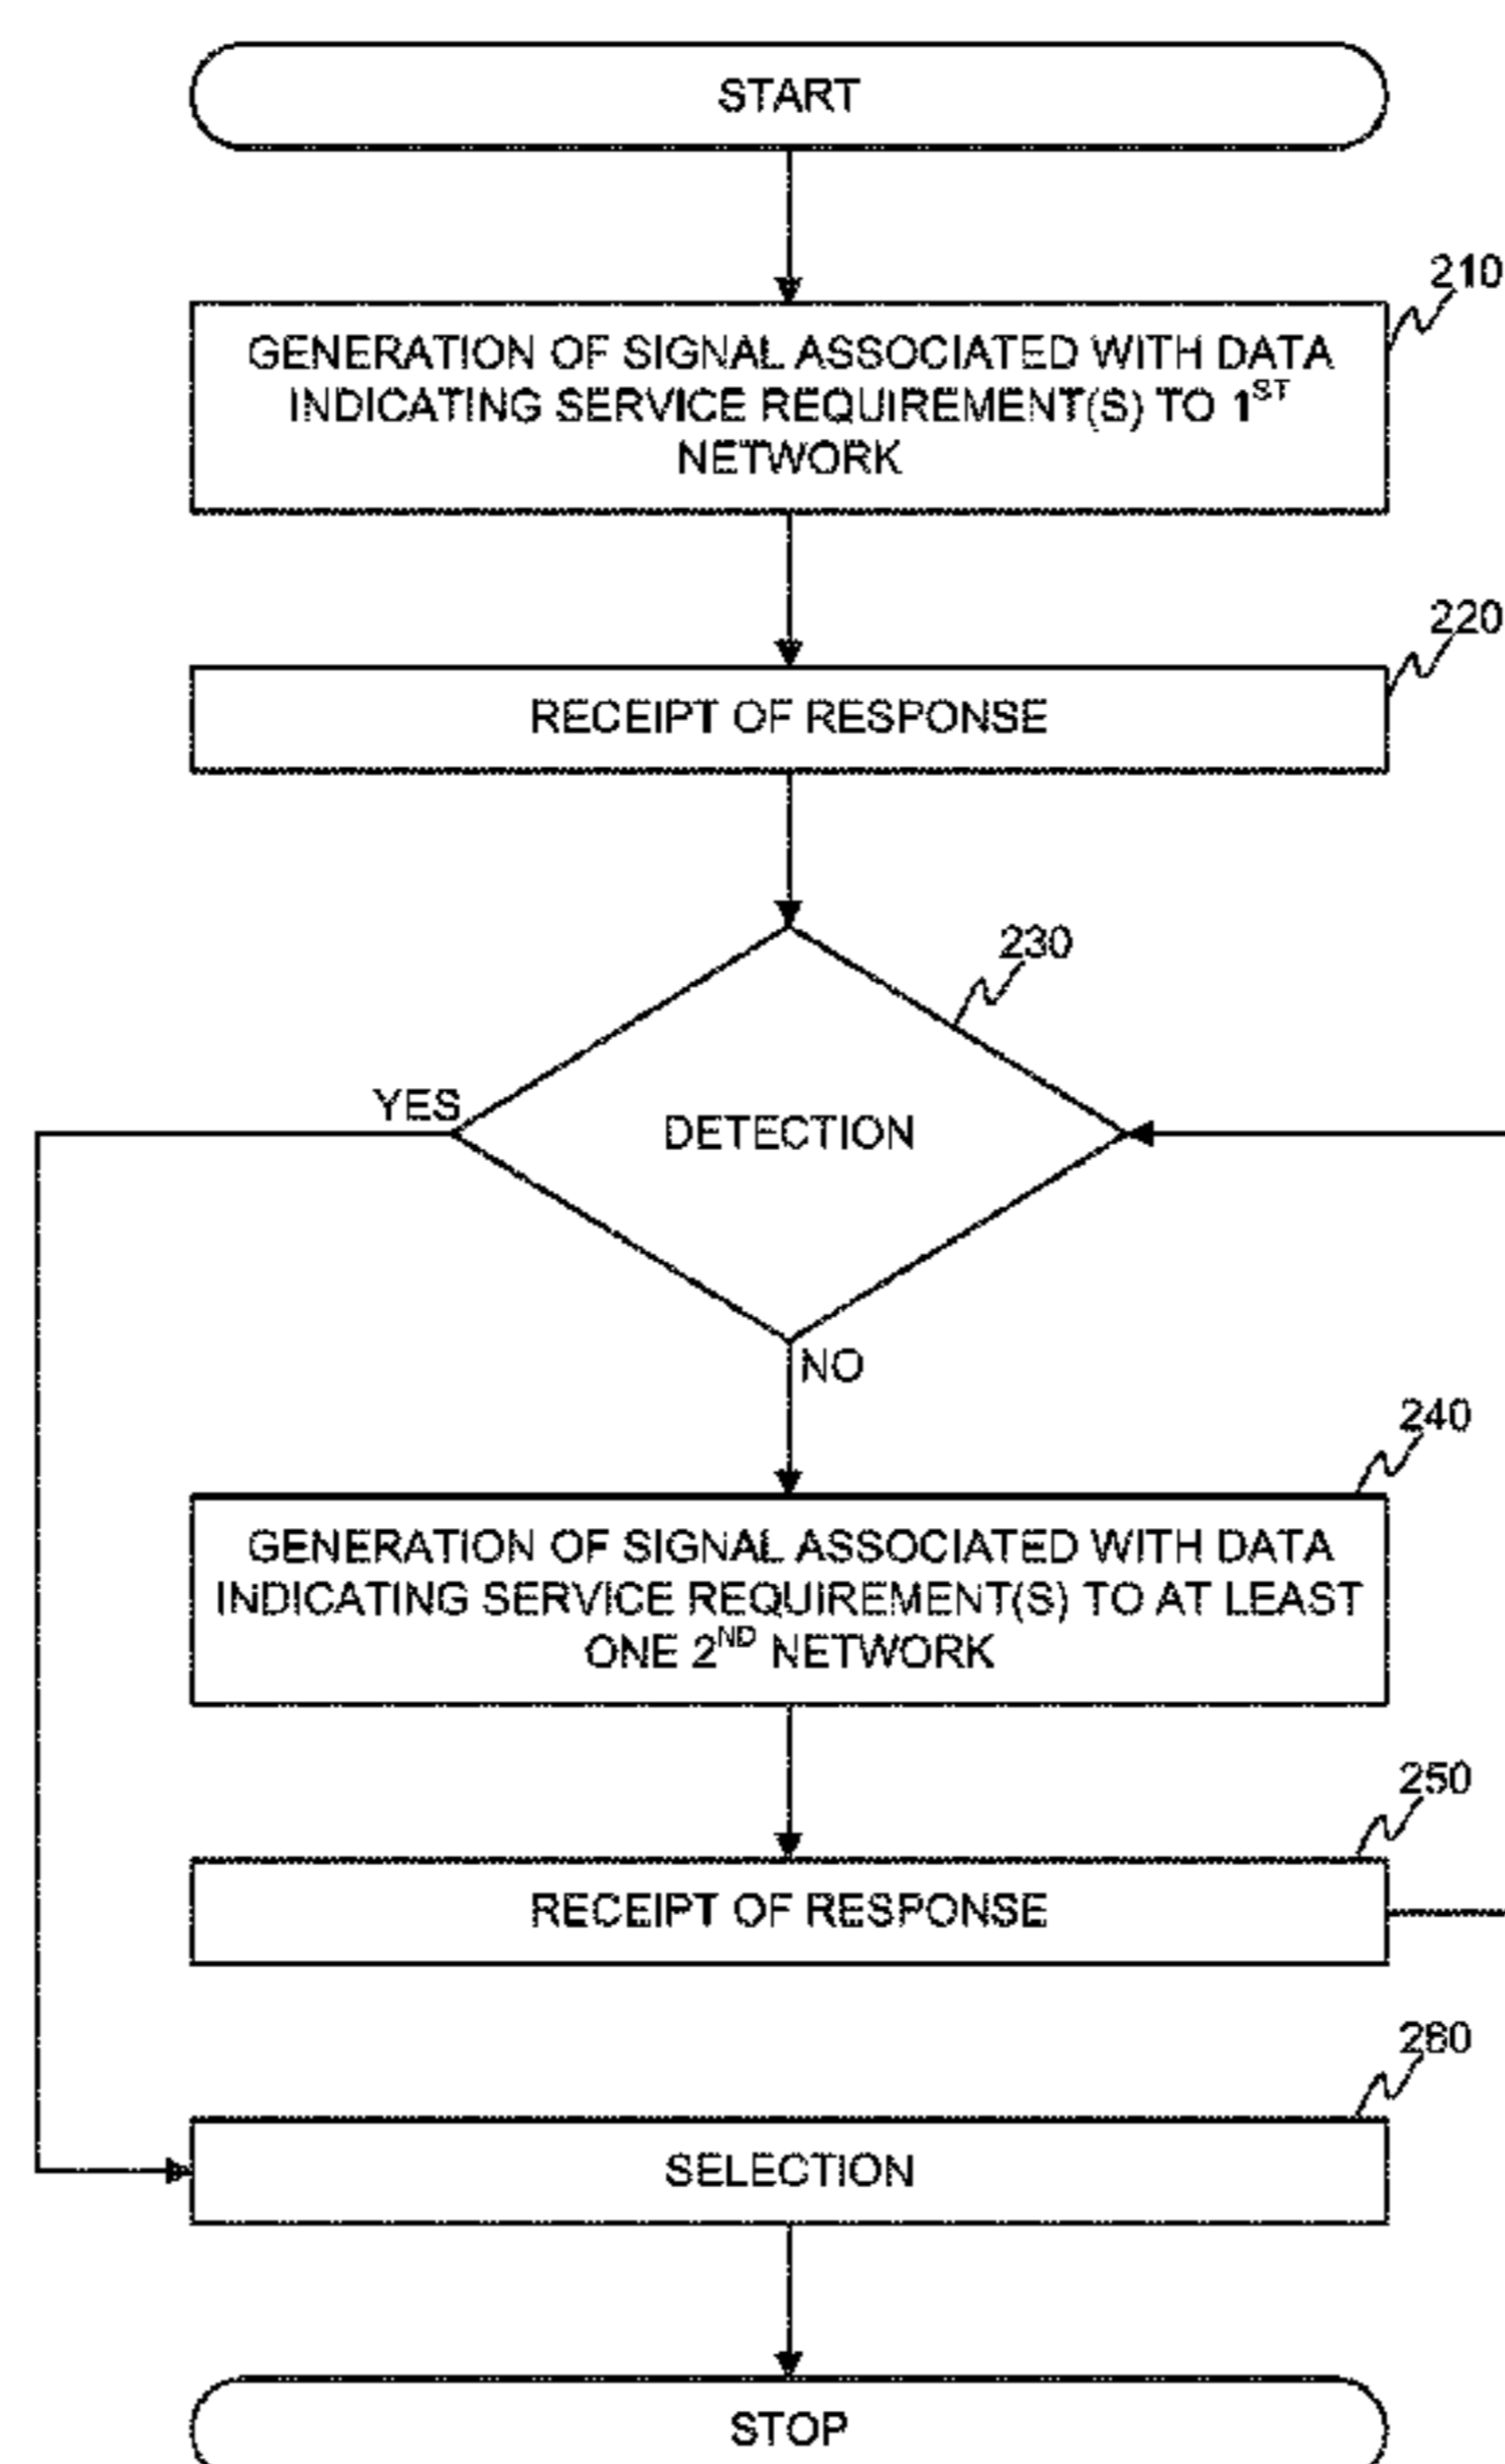 START
210
GENERATION OF SIGNAL ASSOCIATED WITH DATA
INDICATING SERVICE REQUIREMENT(S) TO 1ST
NETWORK
220
RECEIPT OF RESPONSE
230
YES
DETECTION
NO
240
GENERATION OF SIGNAL ASSOCIATED WITH DATA
INDICATING SERVICE REQUIREMENT(S) TO AT LEAST
ONE 2ND NETWORK
250
RECEIPT OF RESPONSE
260
SELECTION
STOP